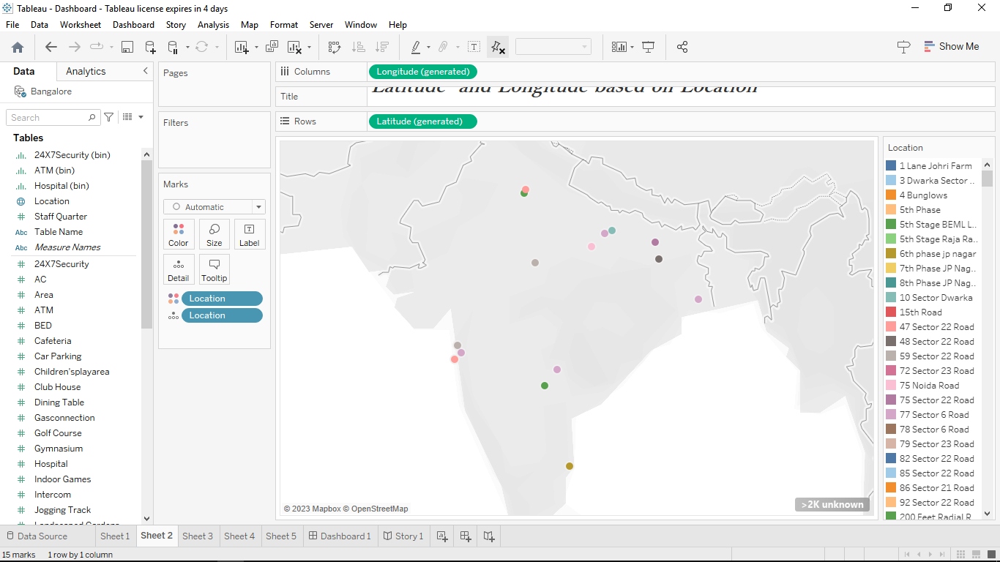 Tableau - Dashboard - Tableau license expires in 4 days
File Data Worksheet Dashboard Story Analysis Map Format Server Window Help
Show Me
Data Analytics
Bangalore
Search
Tables
24X7Security (bin)
ATM (bin)
Hospital (bin)
Location
Staff Quarter
Abc Table Name
Abc Measure Names
24X7Security
AC
Area
ATM
BED
Cafeteria
Car Parking
Children'splayarea
Club House
Dining Table
Gasconnection
Golf Course
Gymnasium
Hospital
Indoor Games
Intercom
Jogging Track
Landscaped Gardens
Pages
Filters
Marks
Automatic
Color Size Label
Detail Tooltip
Location
Location
Columns Longitude (generated)
Title Latitude and Longitude based on Location
Rows Latitude (generated)
© 2023 Mapbox © OpenStreetMap
>2K unknown
Location
1 Lane Johri Farm
3 Dwarka Sector ..
4 Bunglows
5th Phase
5th Stage BEML L..
5th Stage Raja Ra..
6th phase jp nagar
7th Phase JP Nag..
8th Phase JP Nag..
10 Sector Dwarka
15th Road
47 Sector 22 Road
48 Sector 22 Road
59 Sector 22 Road
72 Sector 23 Road
75 Noida Road
75 Sector 22 Road
77 Sector 6 Road
78 Sector 6 Road
79 Sector 23 Road
82 Sector 22 Road
85 Sector 22 Road
86 Sector 21 Road
92 Sector 22 Road
200 Feet Radial R
Data Source Sheet 1 Sheet 2 Sheet 3 Sheet 4 Sheet 5 Dashboard 1 Story 1
15 marks 1 row by 1 column